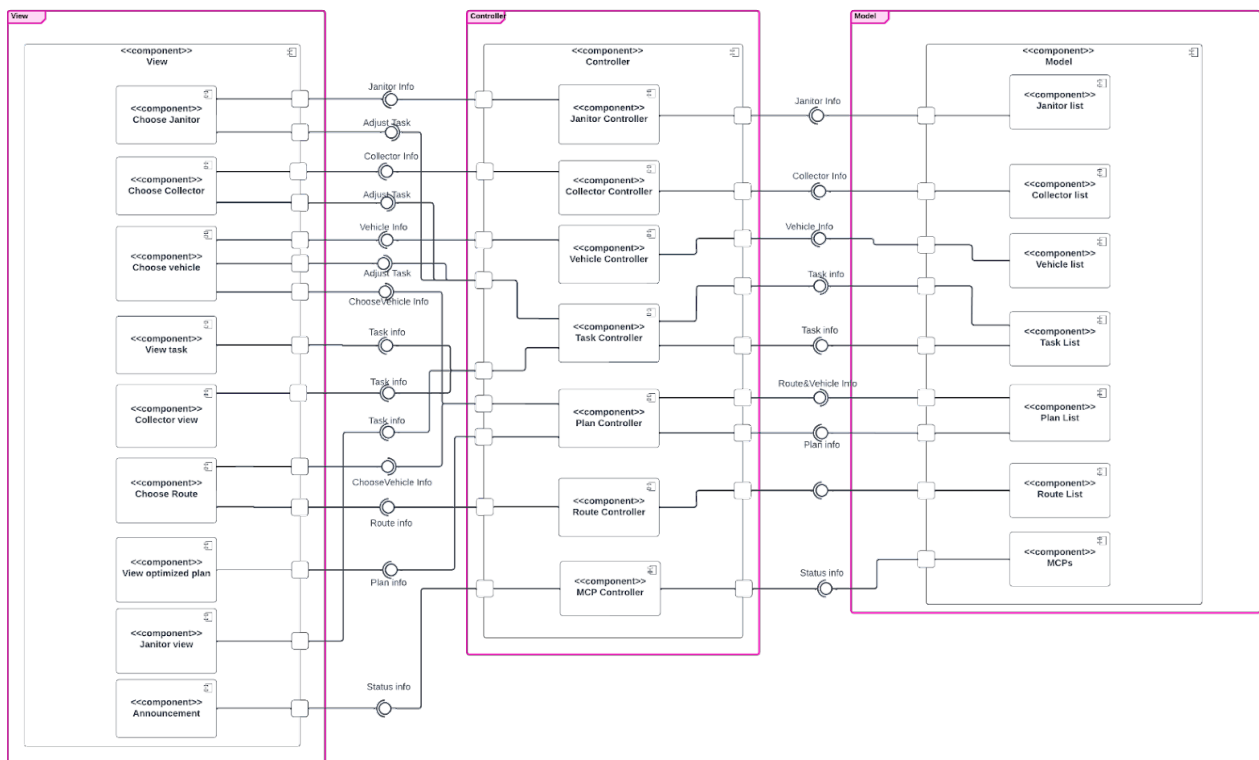 View
<<component>>
View
<<component>>
Choose Janitor
<<component>>
Choose Collector
<<component>>
Choose vehicle
<<component>>
View task
<<component>>
Collector view
<<component>>
Choose Route
<<component>>
View optimized plan
<<component>>
Janitor view
<<component>>
Announcement
Janitor Info
Adjust Task
Collector Info
Adjust Task
Vehicle Info
Adjust Task
ChooseVehicle Info
Task info
Task info
Task info
ChooseVehicle Info
Route info
Plan info
Status info
Controller
<<component>>
Controller
<<component>>
Janitor Controller
<<component>>
Collector Controller
<<component>>
Vehicle Controller
<<component>>
Task Controller
<<component>>
Plan Controller
<<component>>
Route Controller
<<component>>
MCP Controller
Janitor Info
Collector Info
Vehicle Info
Task info
Task info
Route&Vehicle Info
Plan info
Status info
Model
<<component>>
Model
<<component>>
Janitor list
<<component>>
Collector list
<<component>>
Vehicle list
<<component>>
Task List
<<component>>
Plan List
<<component>>
Route List
<<component>>
MCPs